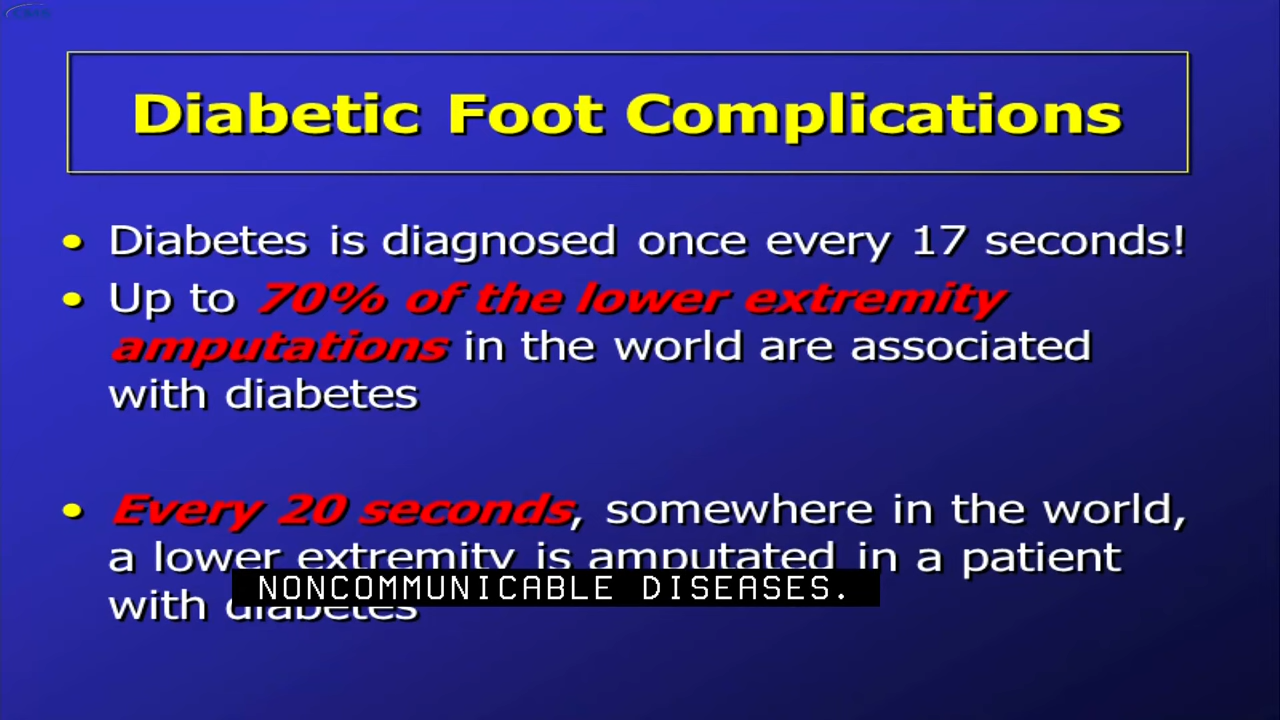 Diabetic Foot Complications
• Diabetes is diagnosed once every 17 seconds!
• Up to 70% of the lower extremity
amputations in the world are associated
with diabetes
• Every 20 seconds, somewhere in the world,
a lower extremity is amputated in a patient
NONCOMMUNICABLE DISEASES.
with diabetes